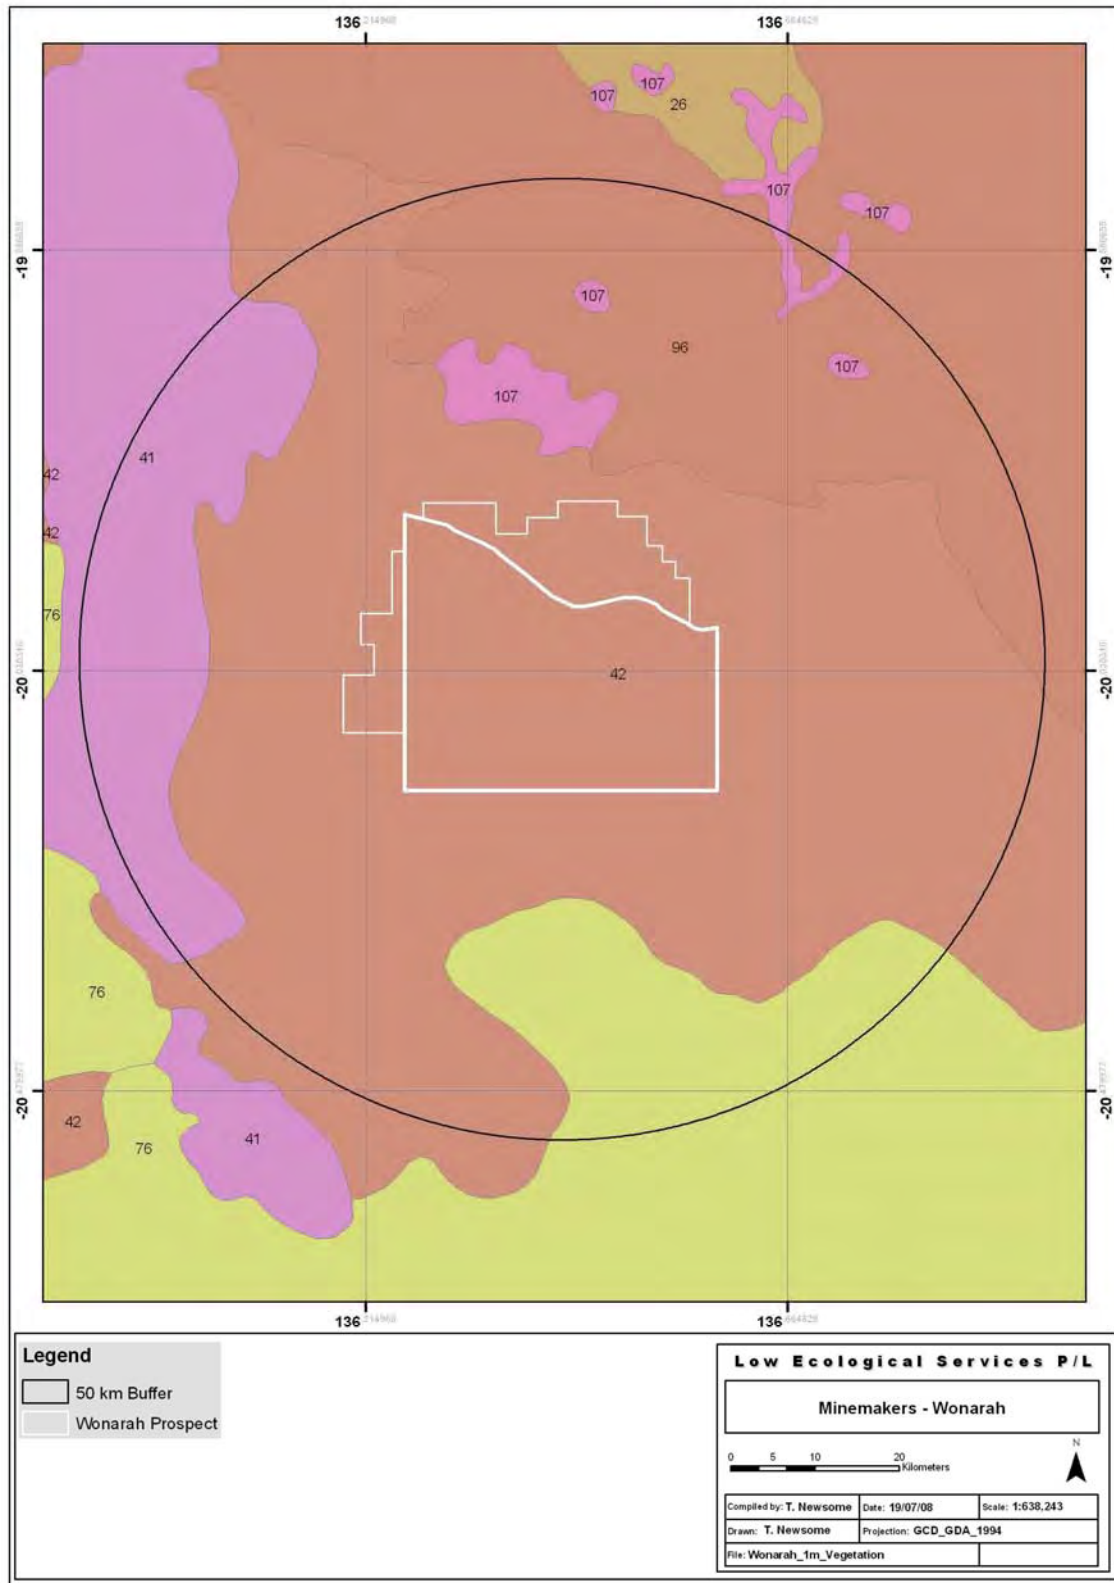 136
136
107
107
26
107
107
-19
-19
107
96
107
107
41
42
42
76
42
-20
-20
76
-20
-20
42
76
41
136
136
Legend
50 km Buffer
Wonarah Prospect
Low Ecological Services P/L
Minemakers - Wonarah
N
0 5 10 20
Kilometers
Compiled by: T. Newsome Date: 19/07/08 Scale: 1:638,243
Drawn: T. Newsome Projection: GCD_GDA_1994
File: Wonarah_1m_Vegetation